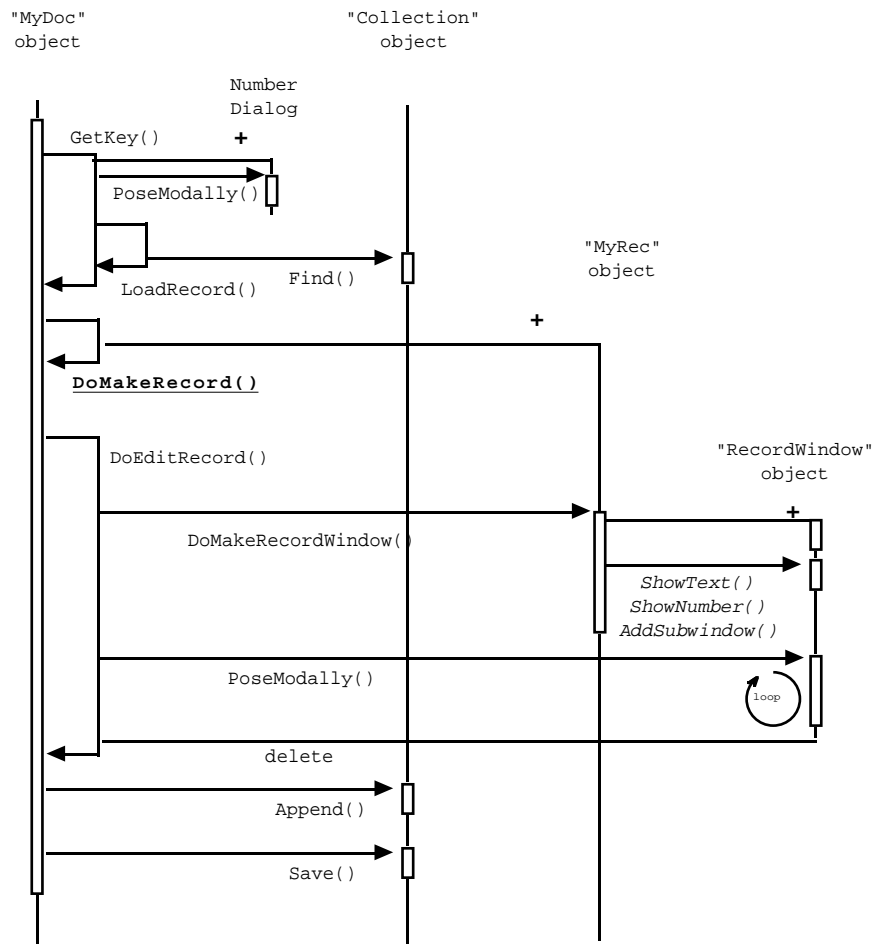 "MyDoc"
object
"Collection"
object
Number
Dialog
GetKey()
+
PoseModally()
"MyRec"
object
Find()
LoadRecord()
+
DoMakeRecord()
"RecordWindow"
object
DoEditRecord()
+
DoMakeRecordWindow()
ShowText()
ShowNumber()
AddSubwindow()
PoseModally()
loop
delete
Append()
Save()